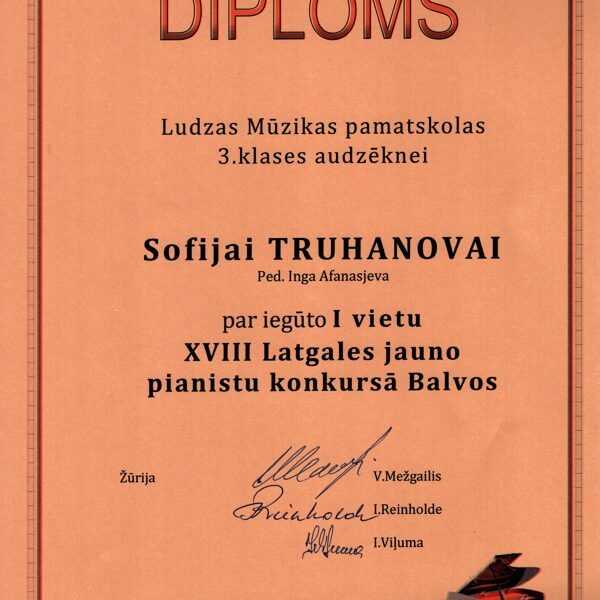 DIPLOMS
Ludzas Mūzikas pamatskolas
3.klases audzēknei
Sofijai TRUHANOVAI
Ped. Inga Afanasjeva
par iegūto I vietu
XVIII Latgales jauno
pianistu konkursā Balvos
Žūrija
V.Mežgailis
I.Reinholde
I.Viļuma